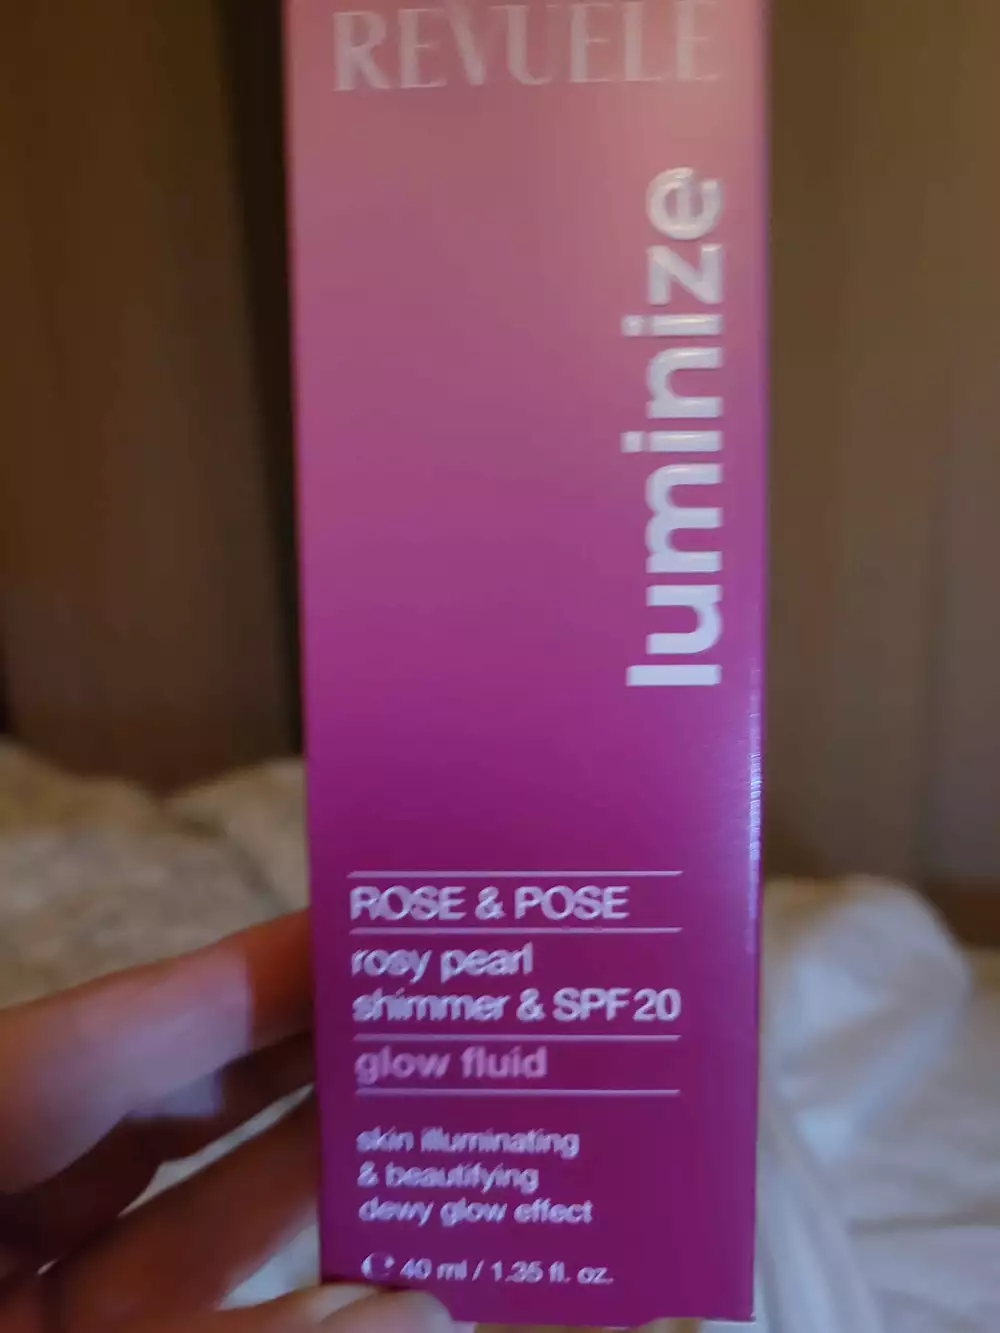 REVUELE
luminize
ROSE & POSE
rosy pearl
shimmer & SPF20
glow fluid
skin illuminating
& beautifying
dewy glow effect
40 ml / 1.35 fl. oz.